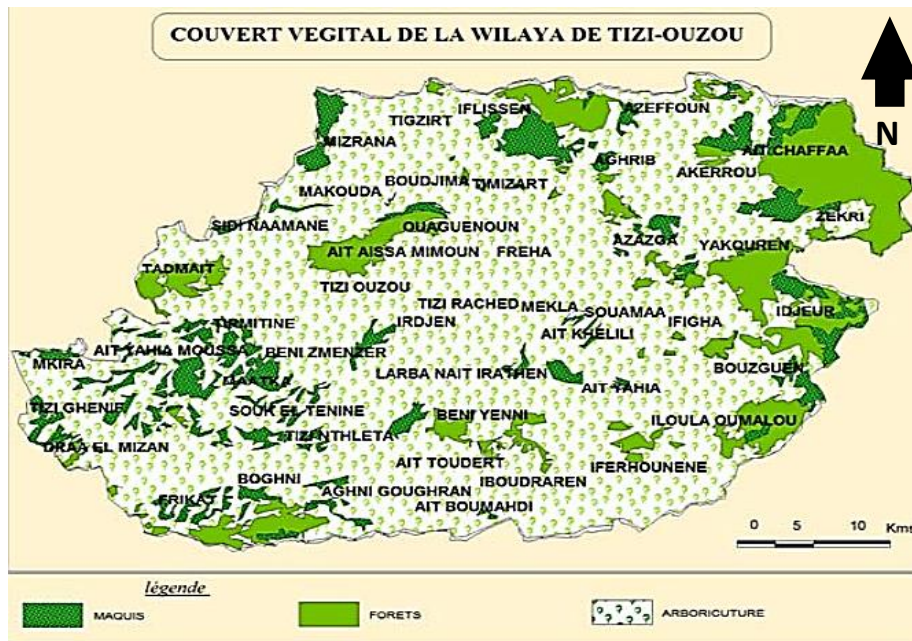 COUVERT VEGITAL DE LA WILAYA DE TIZI-OUZOU
N
IFLISSEN
AZEFFOUN
TIGZIRT
MIZRANA
AIT CHAFFAA
AGHRIB
AKERROU
BOUDJIMA
TIMIZART
MAKOUDA
ZEKRI
SIDI NAAMANE
OUAGUENOUN
AZAZGA
YAKOUREN
AIT AISSA MIMOUN
FREHA
TADMAIT
TIZI OUZOU
TIZI RACHED
MEKLA
SOUAMAA
IDJEUR
TIRMITINE
IRDJEN
AIT KHELILI
IFIGHA
AIT YAHIA MOUSSA
BENI ZMENZER
MKIRA
BOUZGUEN
MAATKA
LARBA NAIT IRATHEN
AIT YAHIA
TIZI GHENIF
SOUK EL-TENINE
BENI YENNI
ILOULA OUMALOU
TIZI NTHLETA
DRAA EL MIZAN
AIT TOUDERT
IFERHOUNENE
BOGHNI
IBOUDRAREN
FRIKAT
AGHNI GOUGHRAN
AIT BOUMAHDI
0 5 10 Kms
légende
MAQUIS
FORETS
ARBORICUTURE